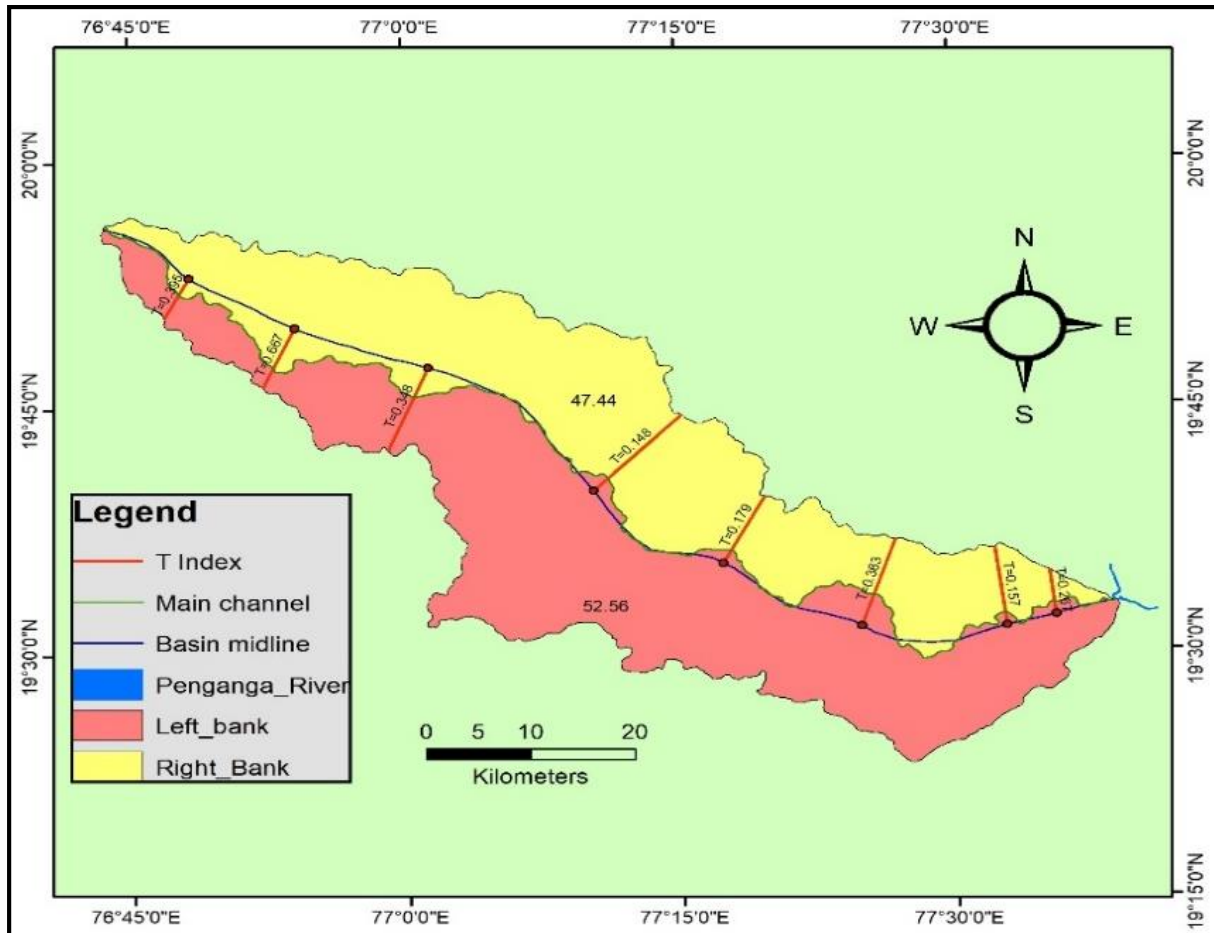 76°45'0"E 77°0'0"E 77°15'0"E 77°30'0"E
20°0'0"N
20°0'0"N
N
W E
S
T=0.395
T=0.667
T=0.348
19°45'0"N
47.44
19°45'0"N
T=0.148
T=0.179
T=0.363
T=0.157
52.56
19°30'0"N
19°30'0"N
Legend
T Index
Main channel
Basin midline
Penganga_River
Left_bank
Right_Bank
0 5 10 20
Kilometers
19°15'0"N
76°45'0"E 77°0'0"E 77°15'0"E 77°30'0"E